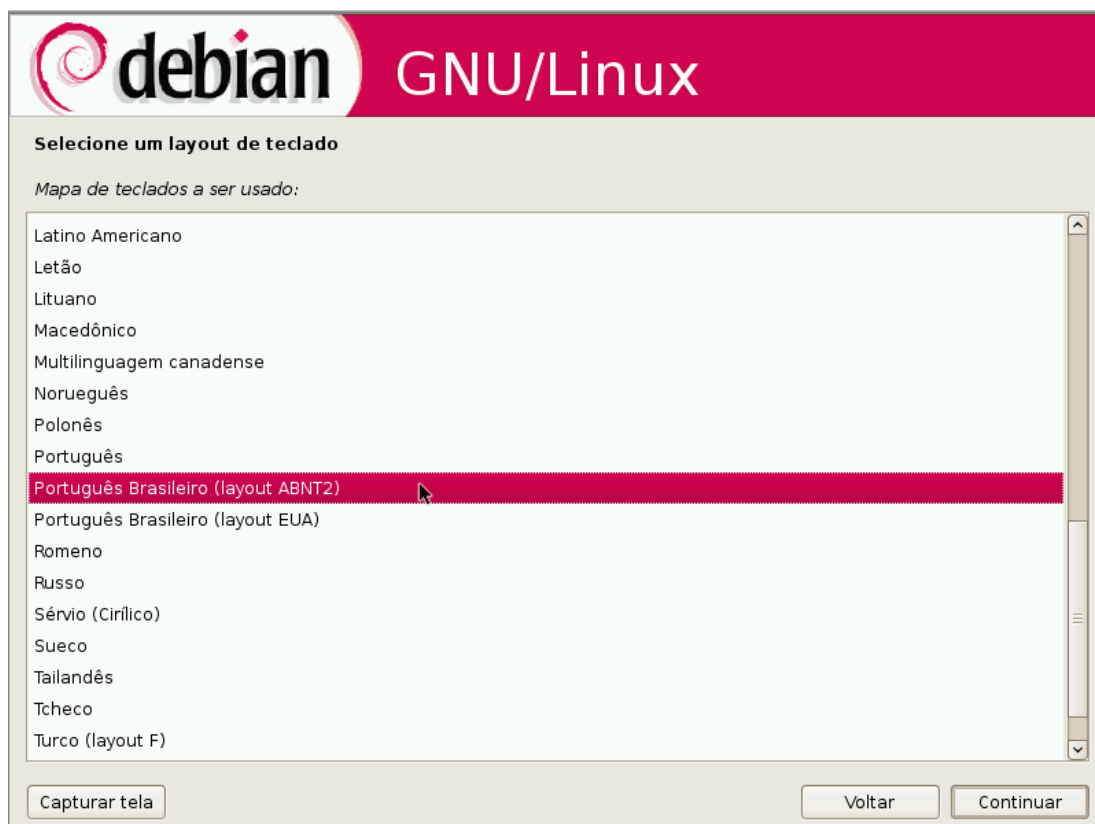 debian GNU/Linux
Selecione um layout de teclado
Mapa de teclados a ser usado:
Latino Americano
Letão
Lituano
Macedônico
Multilinguagem canadense
Norueguês
Polonês
Português
Português Brasileiro (layout ABNT2)
Português Brasileiro (layout EUA)
Romeno
Russo
Sérvio (Cirílico)
Sueco
Tailandês
Tcheco
Turco (layout F)
Capturar tela Voltar Continuar